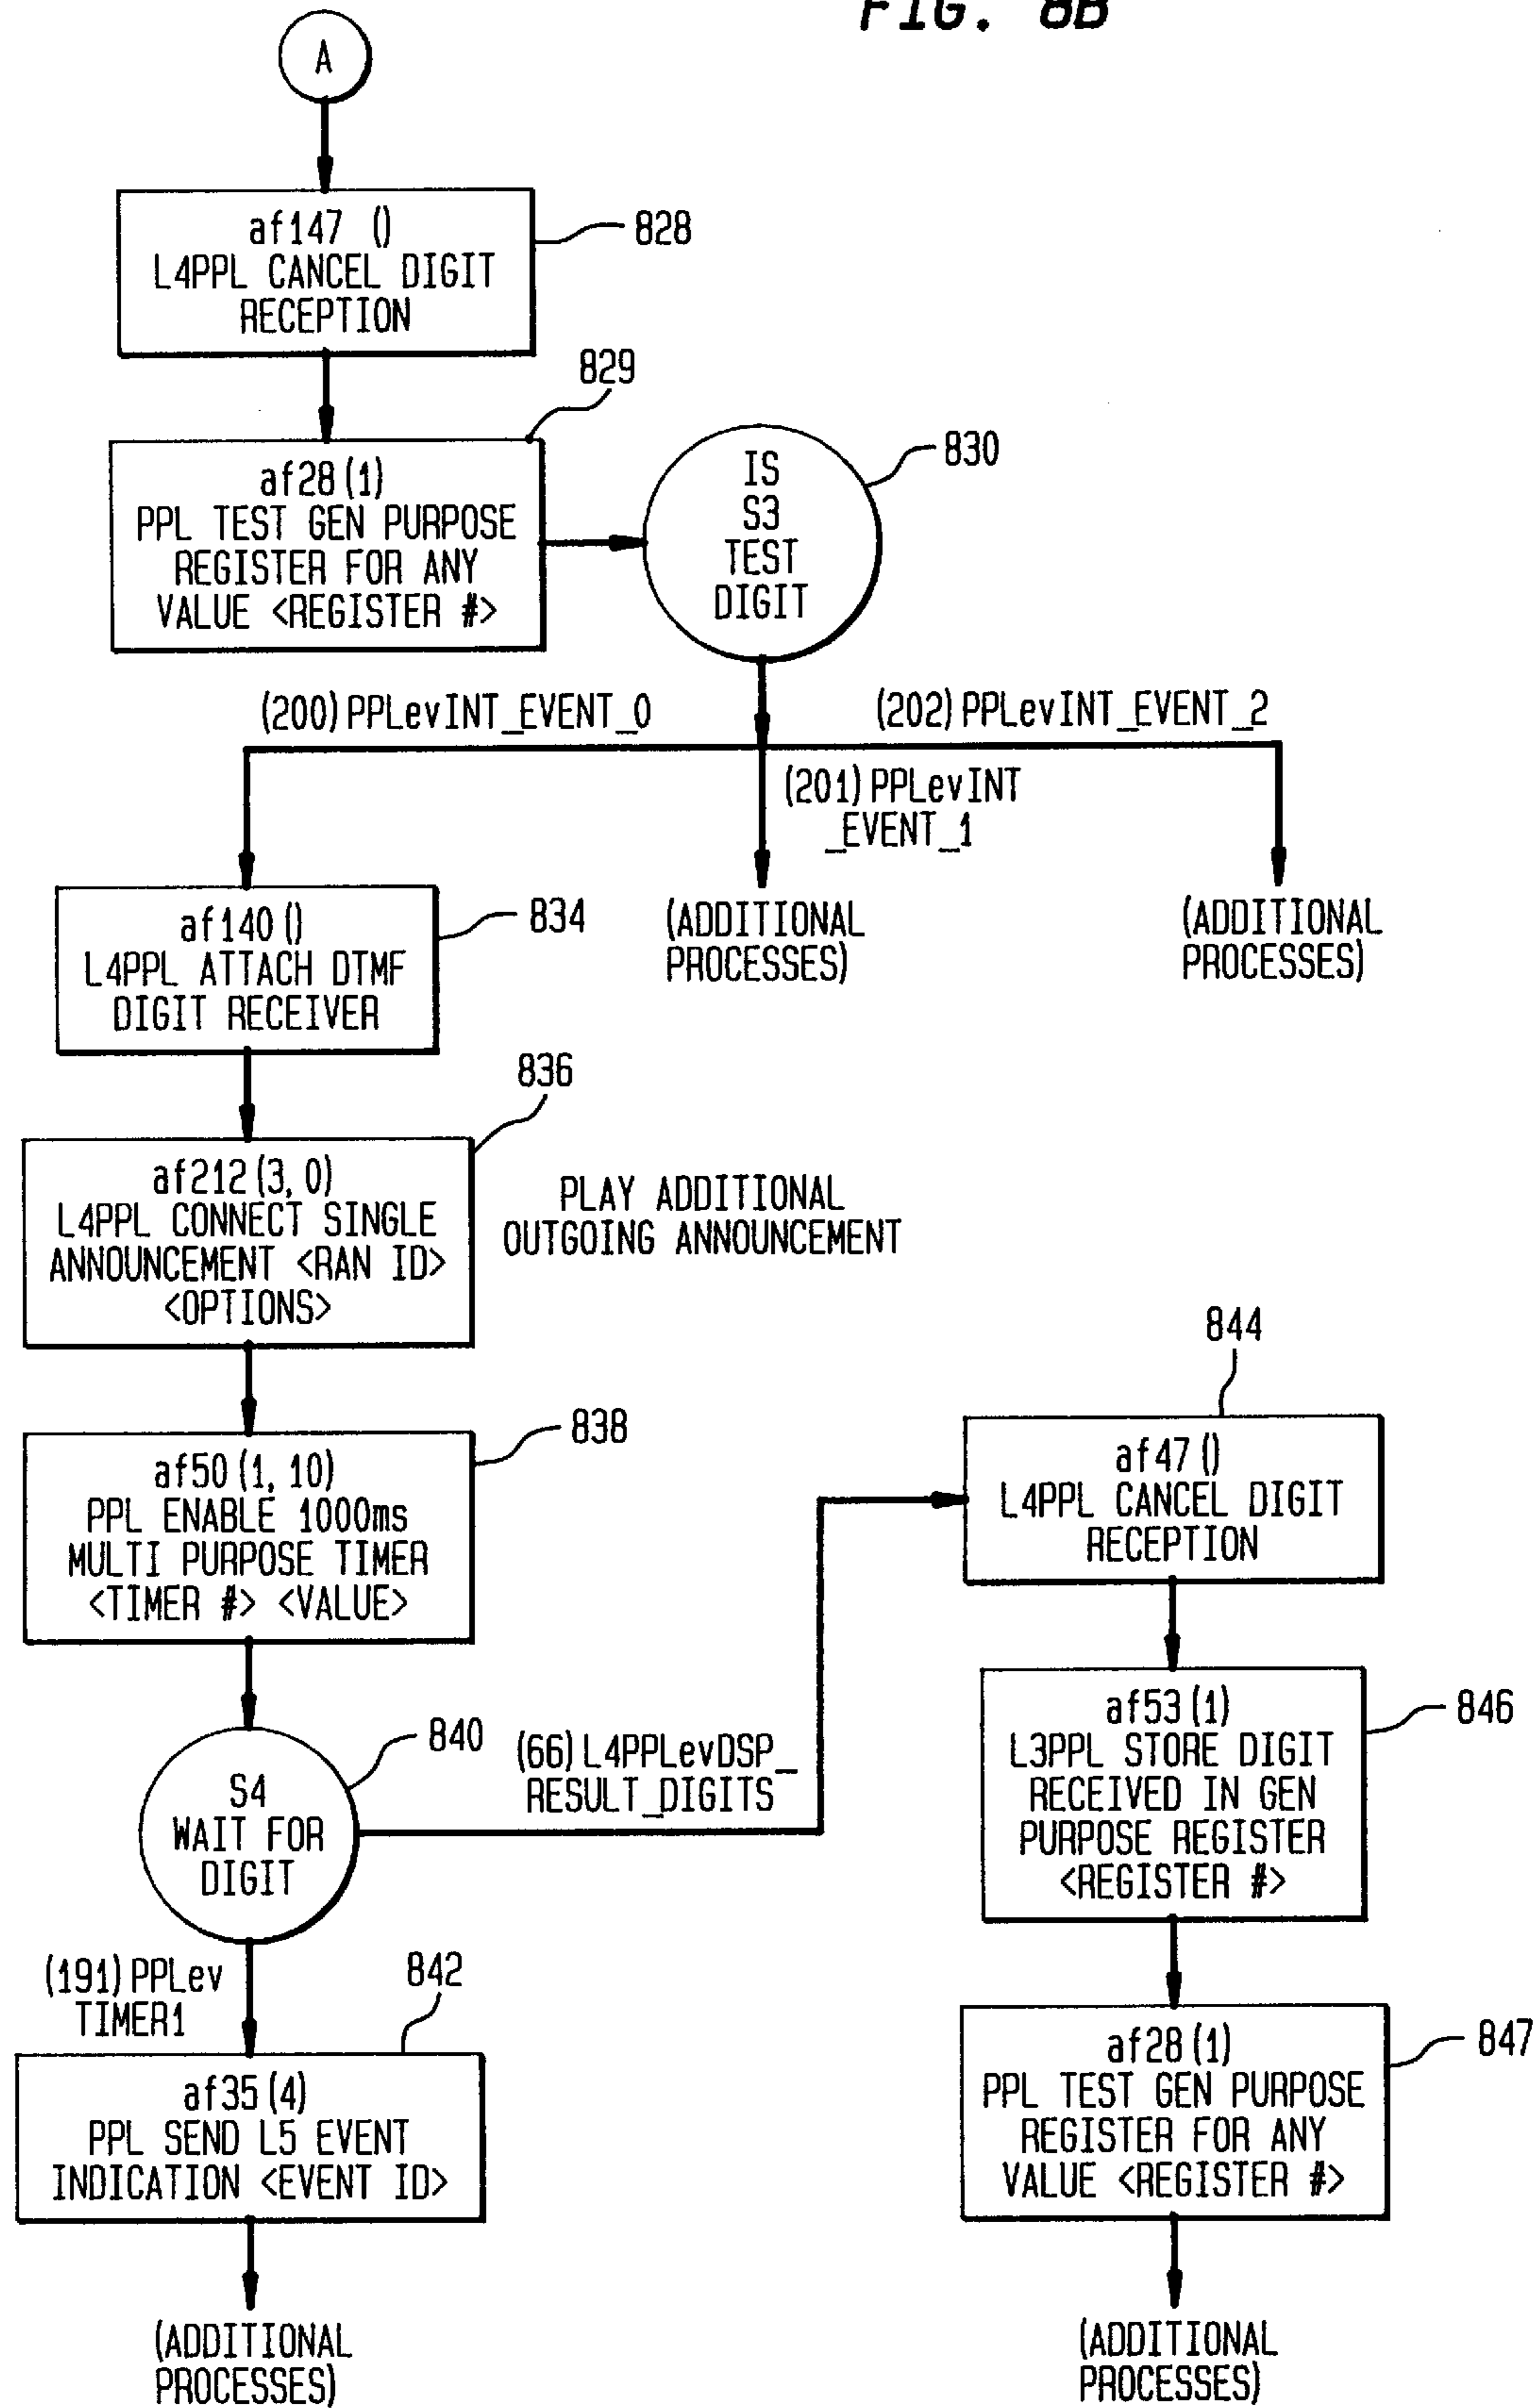 FIG. 8B
A
af147 ()
L4PPL CANCEL DIGIT
RECEPTION
828
829
af28(1)
PPL TEST GEN PURPOSE
REGISTER FOR ANY
VALUE <REGISTER #>
IS
S3
TEST
DIGIT
830
(200) PPLevINT_EVENT_0
(202) PPLevINT_EVENT_2
(201) PPLevINT
_EVENT_1
af140()
L4PPL ATTACH DTMF
DIGIT RECEIVER
834
(ADDITIONAL
PROCESSES)
(ADDITIONAL
PROCESSES)
836
af212(3,0)
L4PPL CONNECT SINGLE
ANNOUNCEMENT <RAN ID>
<OPTIONS>
PLAY ADDITIONAL
OUTGOING ANNOUNCEMENT
838
af50(1,10)
PPL ENABLE 1000ms
MULTI PURPOSE TIMER
<TIMER #> <VALUE>
844
af47()
L4PPL CANCEL DIGIT
RECEPTION
840
S4
WAIT FOR
DIGIT
(66) L4PPLevDSP_
RESULT_DIGITS
af53(1)
L3PPL STORE DIGIT
RECEIVED IN GEN
PURPOSE REGISTER
<REGISTER #>
846
(191) PPLev
TIMER1
842
af35(4)
PPL SEND L5 EVENT
INDICATION <EVENT ID>
af28(1)
PPL TEST GEN PURPOSE
REGISTER FOR ANY
VALUE <REGISTER #>
847
(ADDITIONAL
PROCESSES)
(ADDITIONAL
PROCESSES)